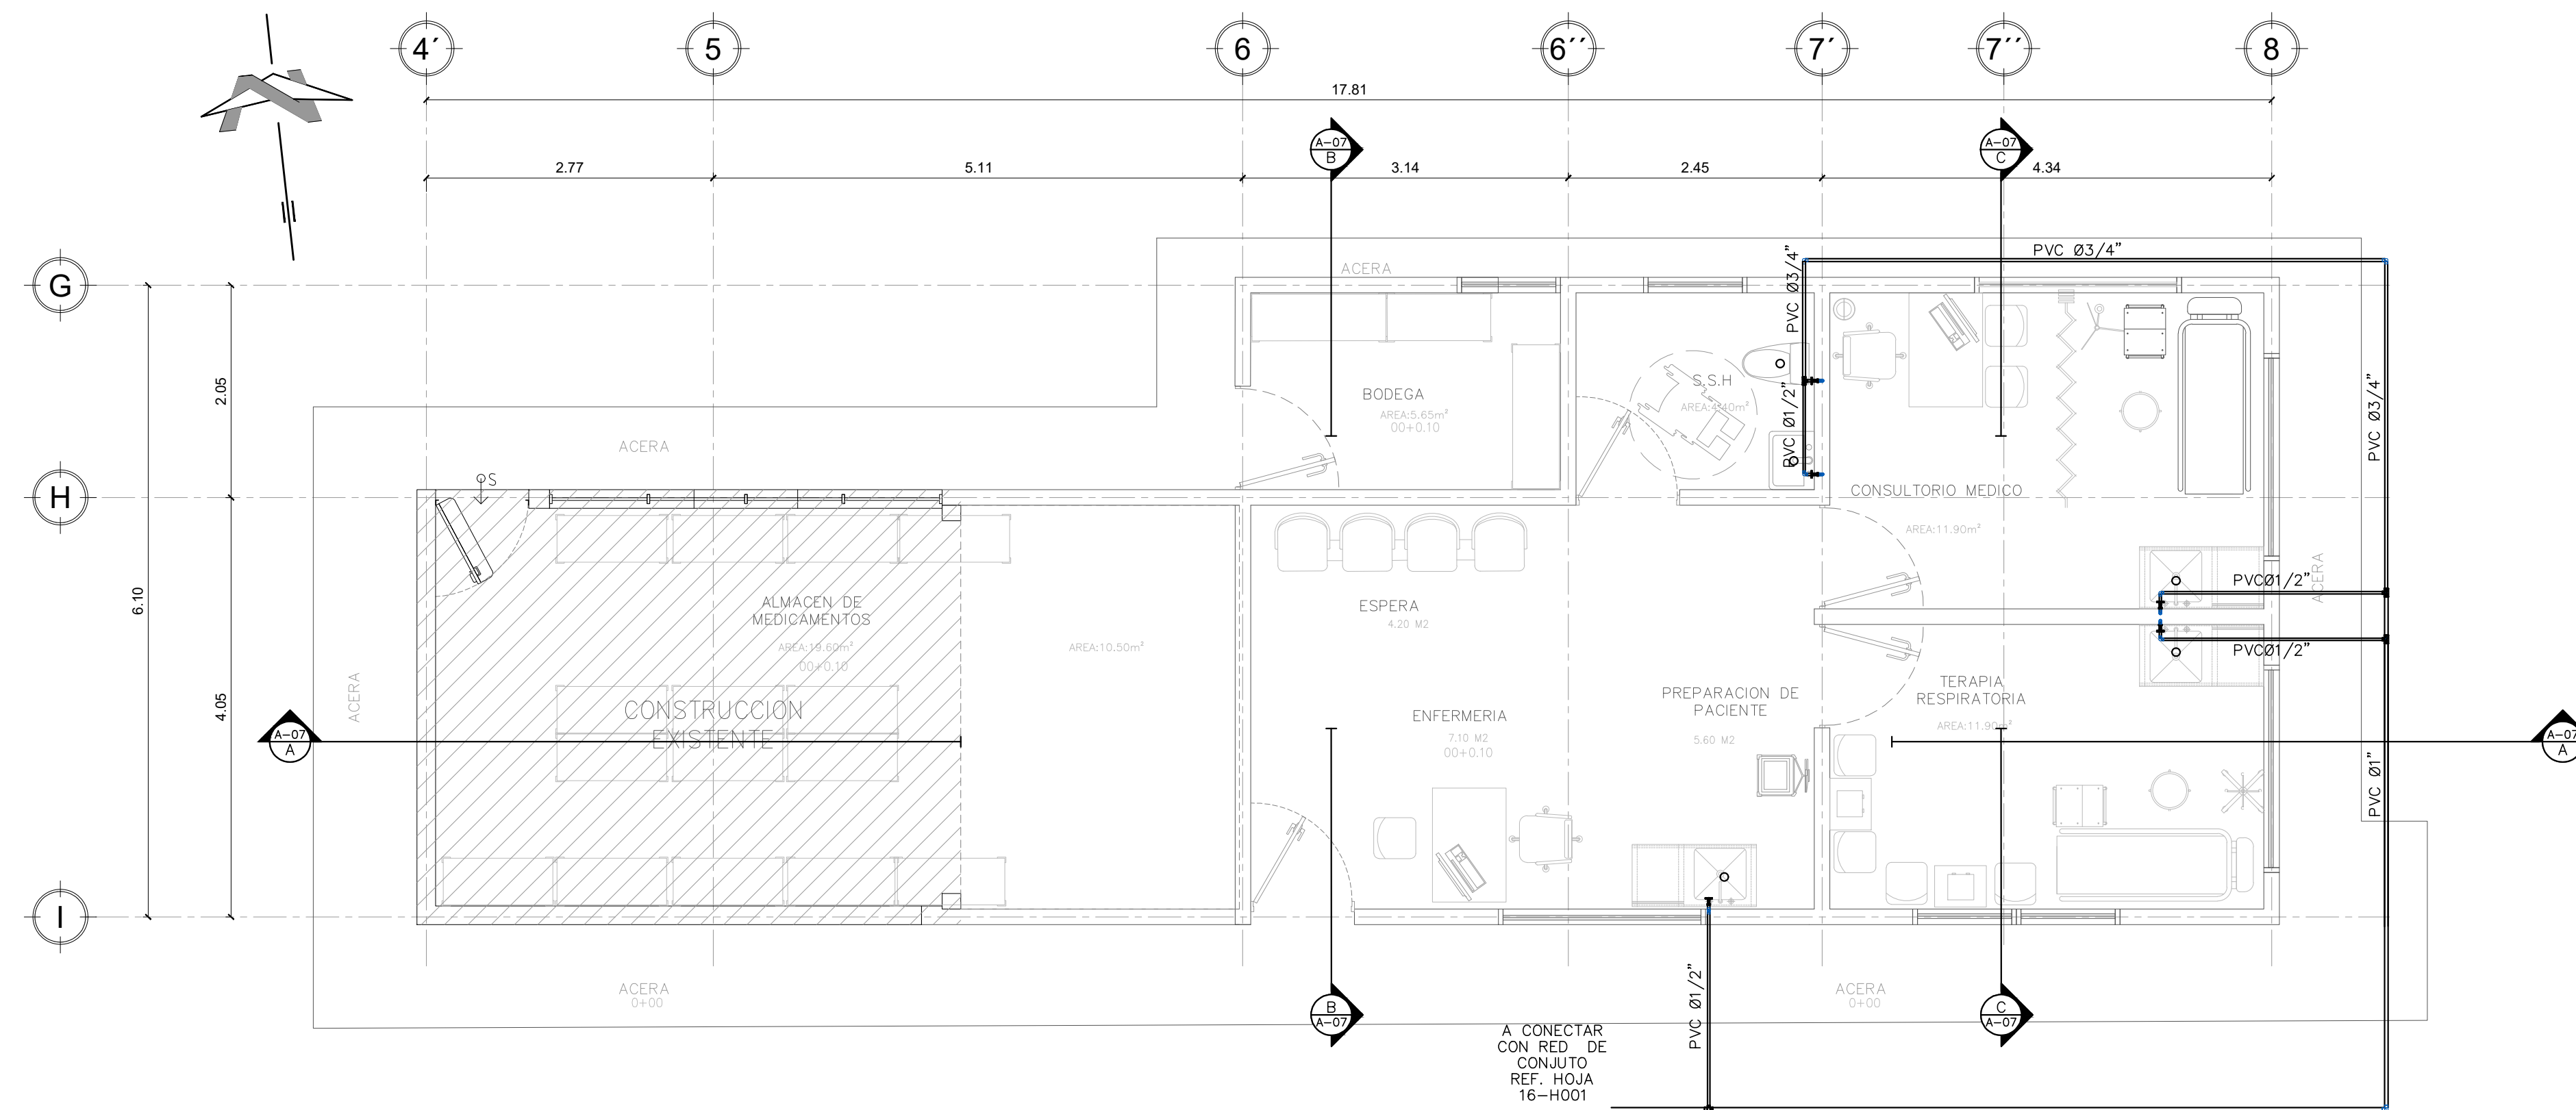 4´ 5 6 6´´ 7´ 7´´ 8
17.81
2.77 5.11 3.14 2.45 4.34
A-07
B
A-07
C
G
H
I
2.05
4.05
6.10
PVC Ø3/4"
PVC Ø3/4"
PVC Ø3/4"
PVC Ø1/2"
ACERA
ACERA
ACERA
ACERA
S
BODEGA
AREA:5.65m²
00+0.10
S.S.H
AREA:4.40m²
CONSULTORIO MEDICO
AREA:11.90m²
PVCØ1/2"
PVCØ1/2"
ALMACEN DE
MEDICAMENTOS
AREA:19.60m²
00+0.10
CONSTRUCCION
EXISTENTE
AREA:10.50m²
ESPERA
4.20 M2
ENFERMERIA
7.10 M2
00+0.10
PREPARACION DE
PACIENTE
5.60 M2
TERAPIA
RESPIRATORIA
AREA:11.90m²
PVC Ø1"
A-07
A
A-07
A
ACERA
0+00
ACERA
0+00
B
A-07
C
A-07
PVC Ø1/2"
A CONECTAR
CON RED DE
CONJUTO
REF. HOJA
16-H001